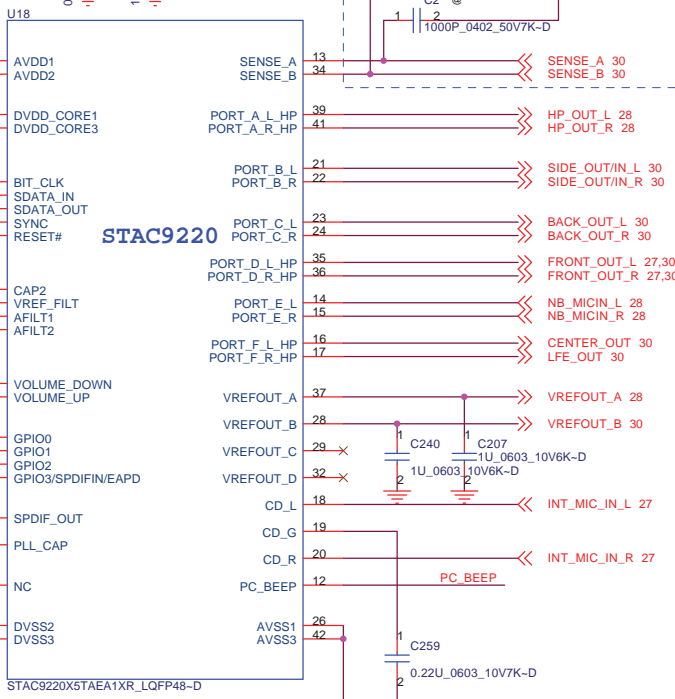 U18
C2 @
1 2
1000P_0402_50V7K~D
AVDD1 SENSE_A 13 SENSE_A 30
AVDD2 SENSE_B 34 SENSE_B 30
DVDD_CORE1 PORT_A_L_HP 39 HP_OUT_L 28
DVDD_CORE3 PORT_A_R_HP 41 HP_OUT_R 28
PORT_B_L 21 SIDE_OUT/IN_L 30
BIT_CLK PORT_B_R 22 SIDE_OUT/IN_R 30
SDATA_IN
SDATA_OUT
SYNC PORT_C_L 23 BACK_OUT_L 30
RESET# STAC9220 PORT_C_R 24 BACK_OUT_R 30
PORT_D_L_HP 35 FRONT_OUT_L 27,30
PORT_D_R_HP 36 FRONT_OUT_R 27,30
CAP2
VREF_FILT PORT_E_L 14 NB_MICIN_L 28
AFILT1 PORT_E_R 15 NB_MICIN_R 28
AFILT2
PORT_F_L_HP 16 CENTER_OUT 30
PORT_F_R_HP 17 LFE_OUT 30
VOLUME_DOWN
VOLUME_UP VREFOUT_A 37 VREFOUT_A 28
VREFOUT_B 28 VREFOUT_B 30
GPIO0 1 C240 1 C207
GPIO1 VREFOUT_C 29 1U_0603_10V6K~D
GPIO2 1U_0603_10V6K~D
GPIO3/SPDIFIN/EAPD VREFOUT_D 32 2 2
CD_L 18 INT_MIC_IN_L 27
SPDIF_OUT
CD_G 19
PLL_CAP
CD_R 20 INT_MIC_IN_R 27
NC PC_BEEP 12 PC_BEEP
DVSS2 AVSS1 26
DVSS3 AVSS3 42
1 C259
0.22U_0603_10V7K~D
2
STAC9220X5TAEA1XR_LQFP48~D